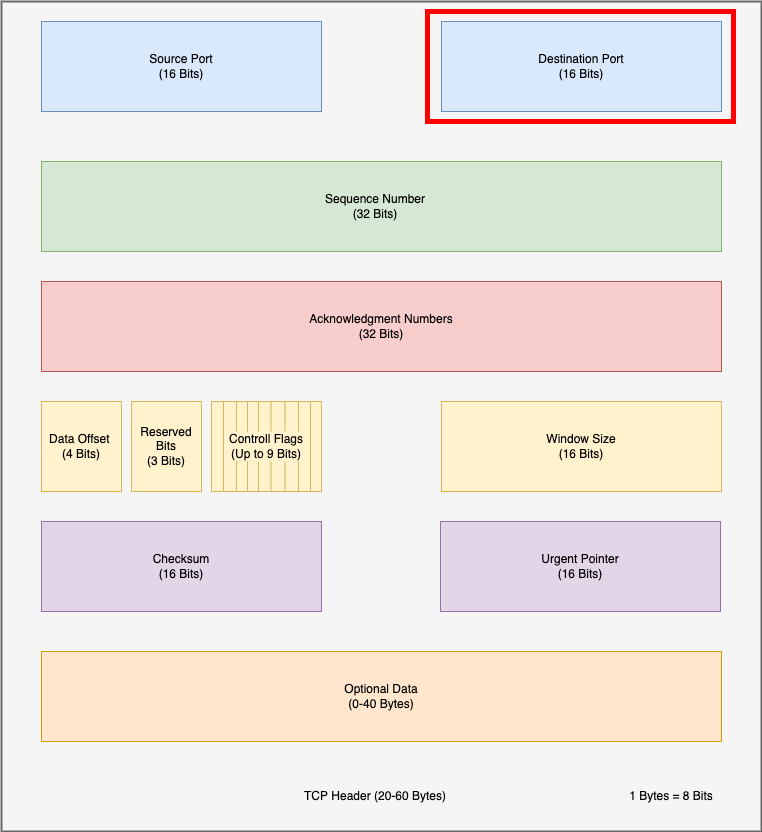 Source Port
(16 Bits)
Destination Port
(16 Bits)
Sequence Number
(32 Bits)
Acknowledgment Numbers
(32 Bits)
Data Offset
(4 Bits)
Reserved
Bits
(3 Bits)
Controll Flags
(Up to 9 Bits)
Window Size
(16 Bits)
Checksum
(16 Bits)
Urgent Pointer
(16 Bits)
Optional Data
(0-40 Bytes)
TCP Header (20-60 Bytes)
1 Bytes = 8 Bits